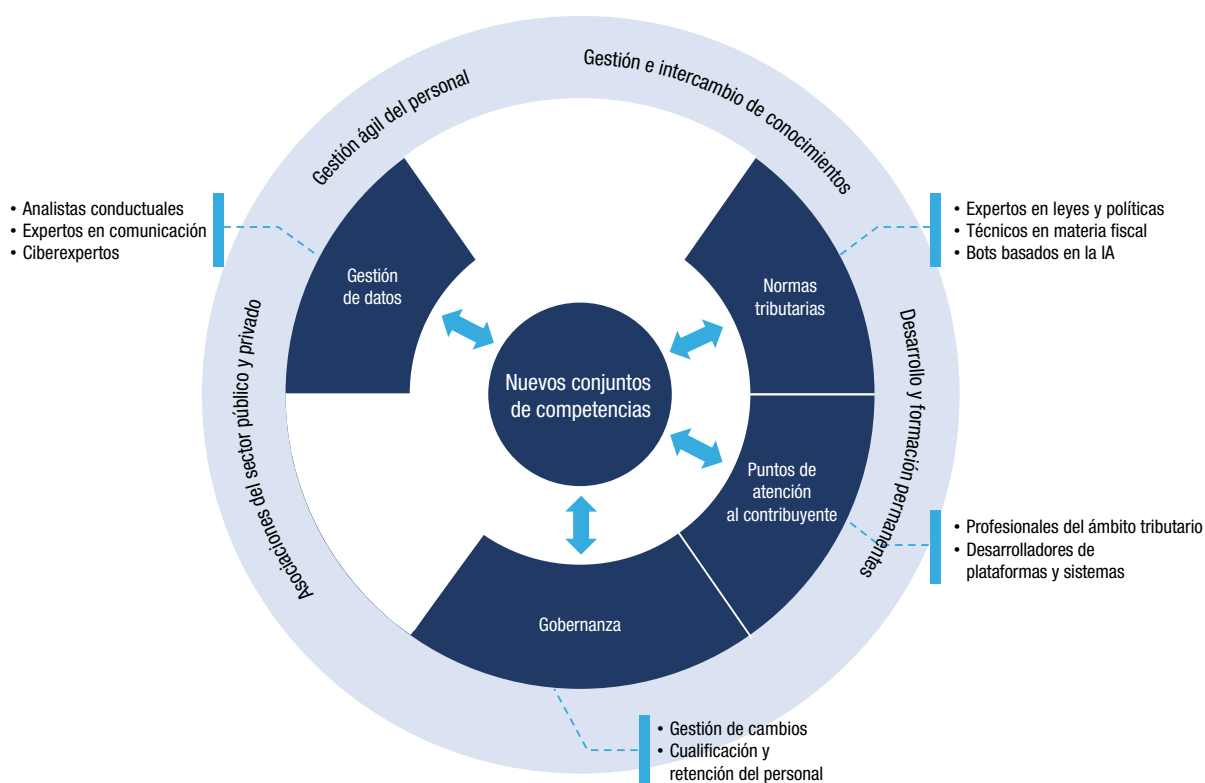 Gestión ágil del personal
Gestión e intercambio de conocimientos
Desarrollo y formación permanentes
Asociaciones del sector público y privado
• Analistas conductuales
• Expertos en comunicación
• Ciberexpertos
Gestión
de datos
• Expertos en leyes y políticas
• Técnicos en materia fiscal
• Bots basados en la IA
Normas
tributarias
Nuevos conjuntos
de competencias
Puntos de
atención
al contribuyente
• Profesionales del ámbito tributario
• Desarrolladores de
plataformas y sistemas
Gobernanza
• Gestión de cambios
• Cualificación y
retención del personal